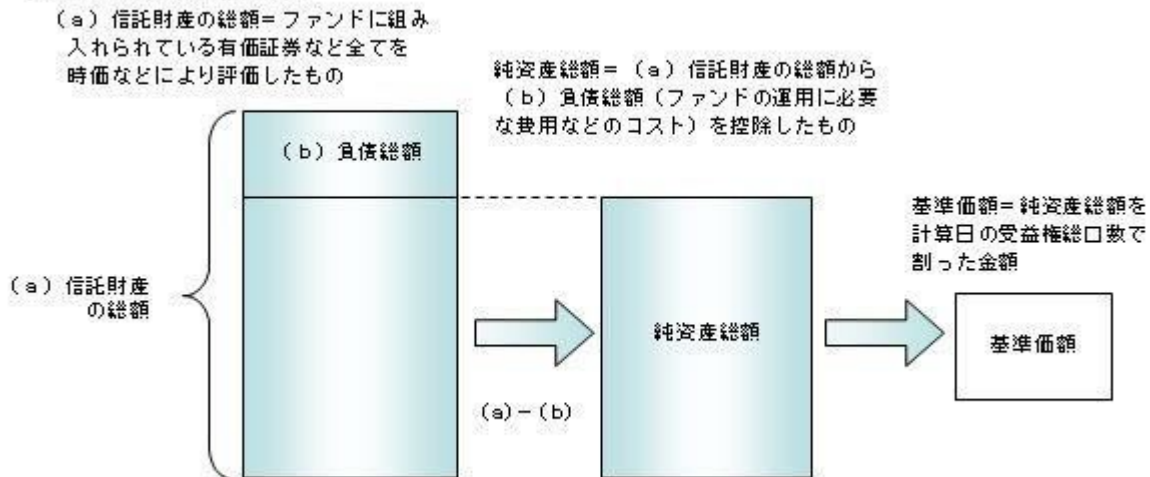 （a）信託財産の総額＝ファンドに組み
入れられている有価証券など全てを
時価などにより評価したもの
純資産総額＝（a）信託財産の総額から
（b）負債総額（ファンドの運用に必要
な費用などのコスト）を控除したもの
（b）負債総額
基準価額＝純資産総額を
計算日の受益権総口数で
割った金額
（a）信託財産
の総額
純資産総額
基準価額
（a）－（b）